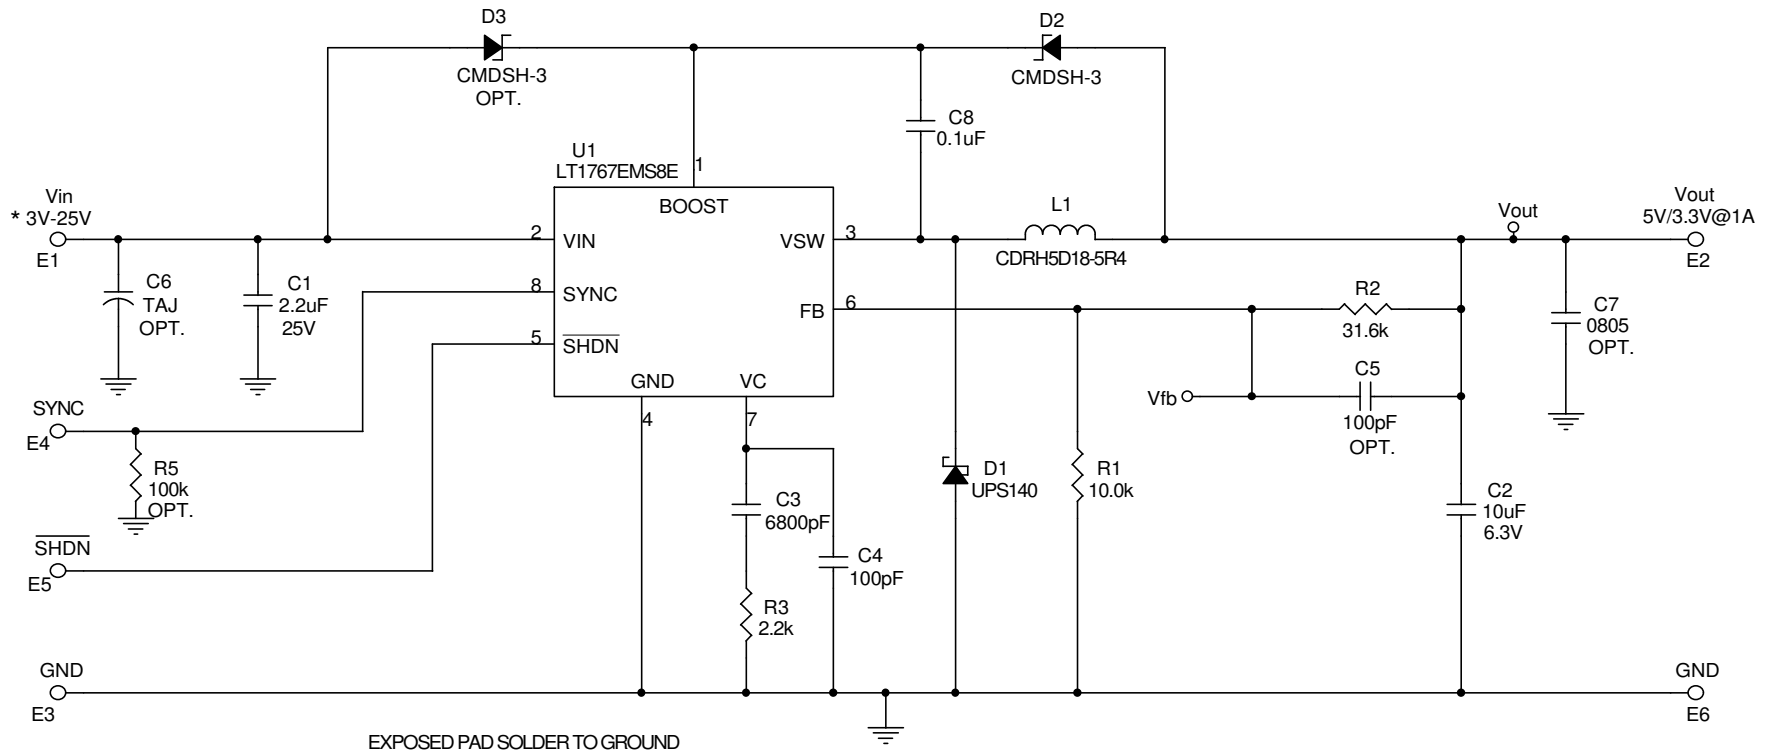 D3
CMDSH-3
OPT.
D2
CMDSH-3
C8
0.1uF
U1
LT1767EMS8E
1
BOOST
Vin
* 3V-25V
E1
2
VIN
VSW
3
L1
CDRH5D18-5R4
Vout
Vout
5V/3.3V@1A
E2
C6
TAJ
OPT.
C1
2.2uF
25V
8
SYNC
5
SHDN
FB
6
R2
31.6k
C7
0805
OPT.
GND
4
VC
7
Vfb
C5
100pF
OPT.
SYNC
E4
R5
100k
OPT.
C3
6800pF
D1
UPS140
R1
10.0k
C2
10uF
6.3V
SHDN
E5
C4
100pF
R3
2.2k
GND
E3
GND
E6
EXPOSED PAD SOLDER TO GROUND